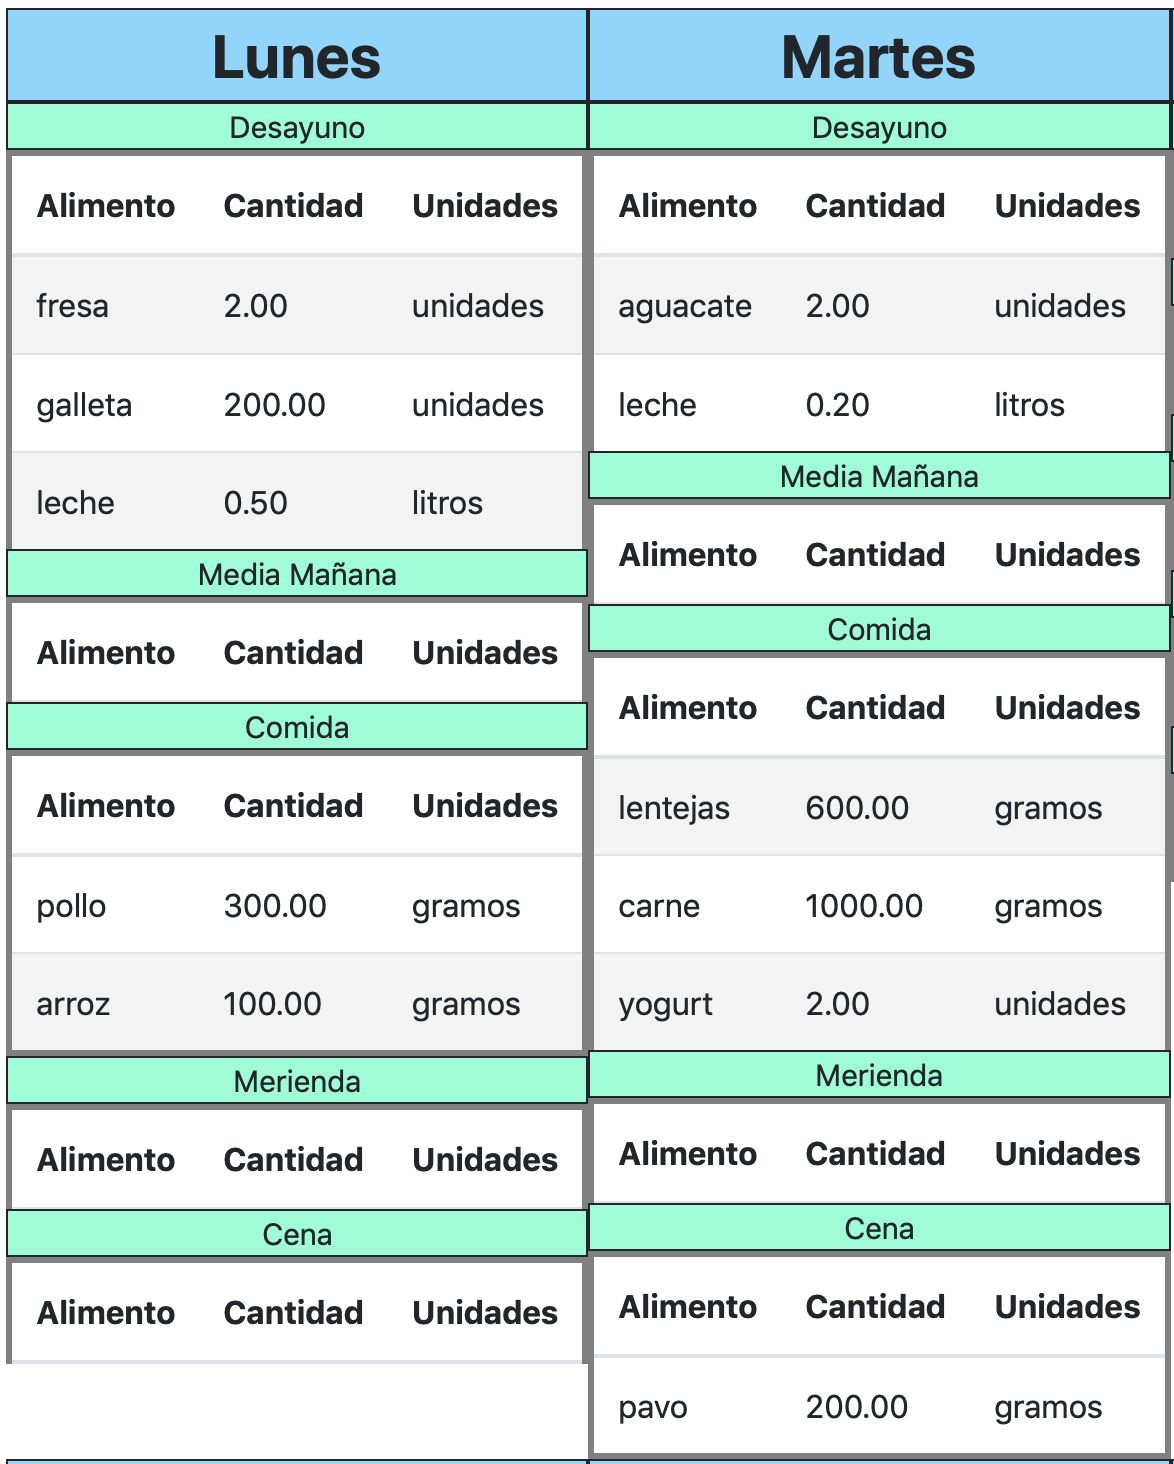 Lunes
Desayuno
Alimento Cantidad Unidades
fresa 2.00 unidades
galleta 200.00 unidades
leche 0.50 litros
Media Mañana
Alimento Cantidad Unidades
Comida
Alimento Cantidad Unidades
pollo 300.00 gramos
arroz 100.00 gramos
Merienda
Alimento Cantidad Unidades
Cena
Alimento Cantidad Unidades
Martes
Desayuno
Alimento Cantidad Unidades
aguacate 2.00 unidades
leche 0.20 litros
Media Mañana
Alimento Cantidad Unidades
Comida
Alimento Cantidad Unidades
lentejas 600.00 gramos
carne 1000.00 gramos
yogurt 2.00 unidades
Merienda
Alimento Cantidad Unidades
Cena
Alimento Cantidad Unidades
pavo 200.00 gramos